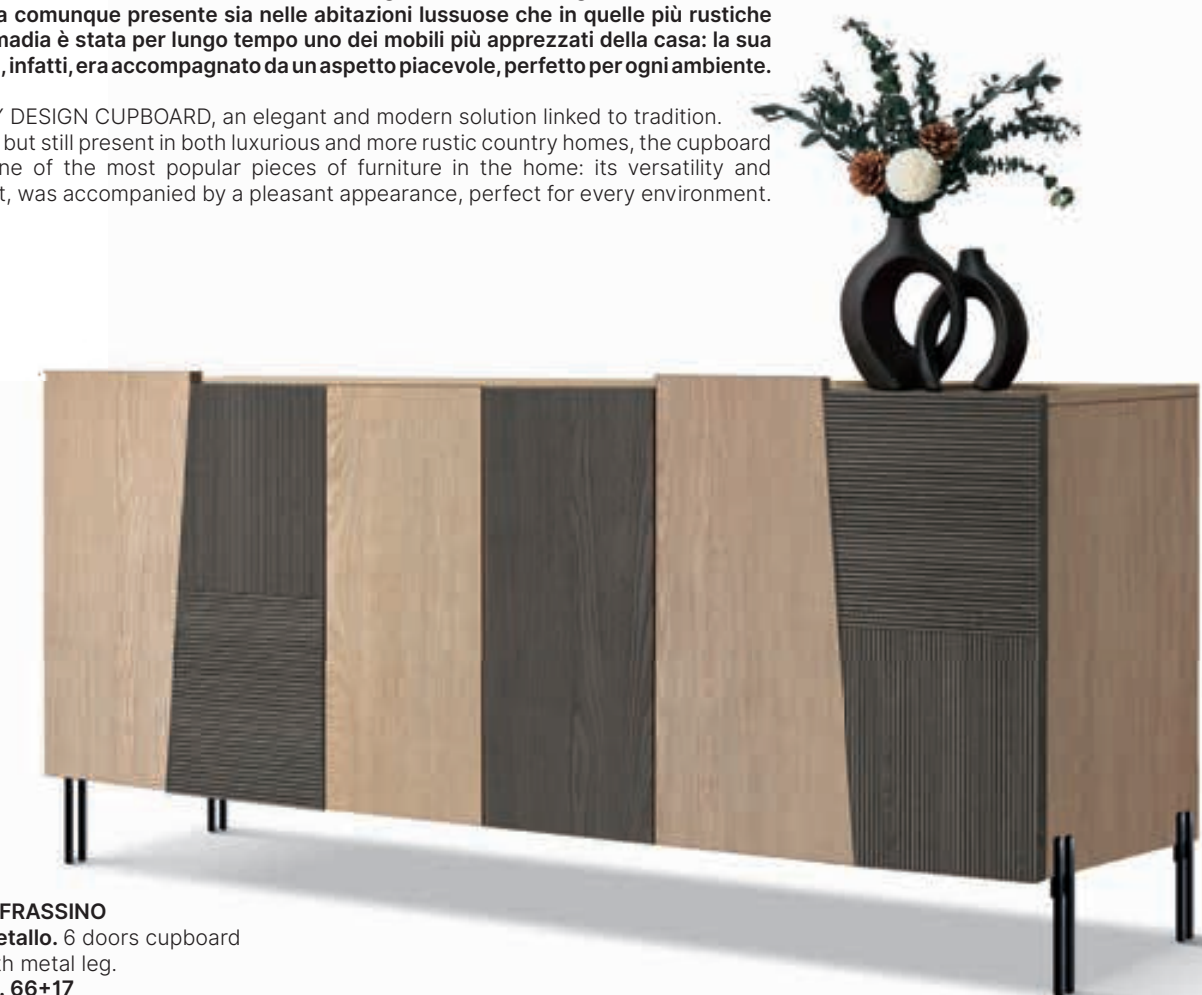 a comunque presente sia nelle abitazioni lussuose che in quelle più rustiche
madia è stata per lungo tempo uno dei mobili più apprezzati della casa: la sua
, infatti, era accompagnato da un aspetto piacevole, perfetto per ogni ambiente.
DESIGN CUPBOARD, an elegant and modern solution linked to tradition.
but still present in both luxurious and more rustic country homes, the cupboard
ne of the most popular pieces of furniture in the home: its versatility and
t, was accompanied by a pleasant appearance, perfect for every environment.
FRASSINO
etallo. 6 doors cupboard
th metal leg.
. 66+17